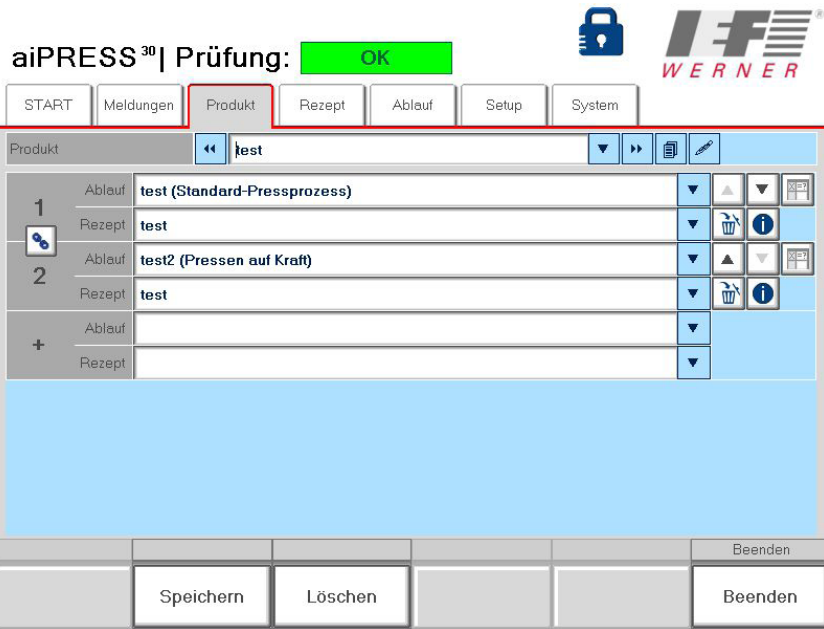 aiPRESS³⁰| Prüfung: OK
IEF®
WERNER
START Meldungen Produkt Rezept Ablauf Setup System
Produkt test
1 Ablauf test (Standard-Pressprozess)
Rezept test
2 Ablauf test2 (Pressen auf Kraft)
Rezept test
+ Ablauf
Rezept
Beenden
Speichern Löschen Beenden